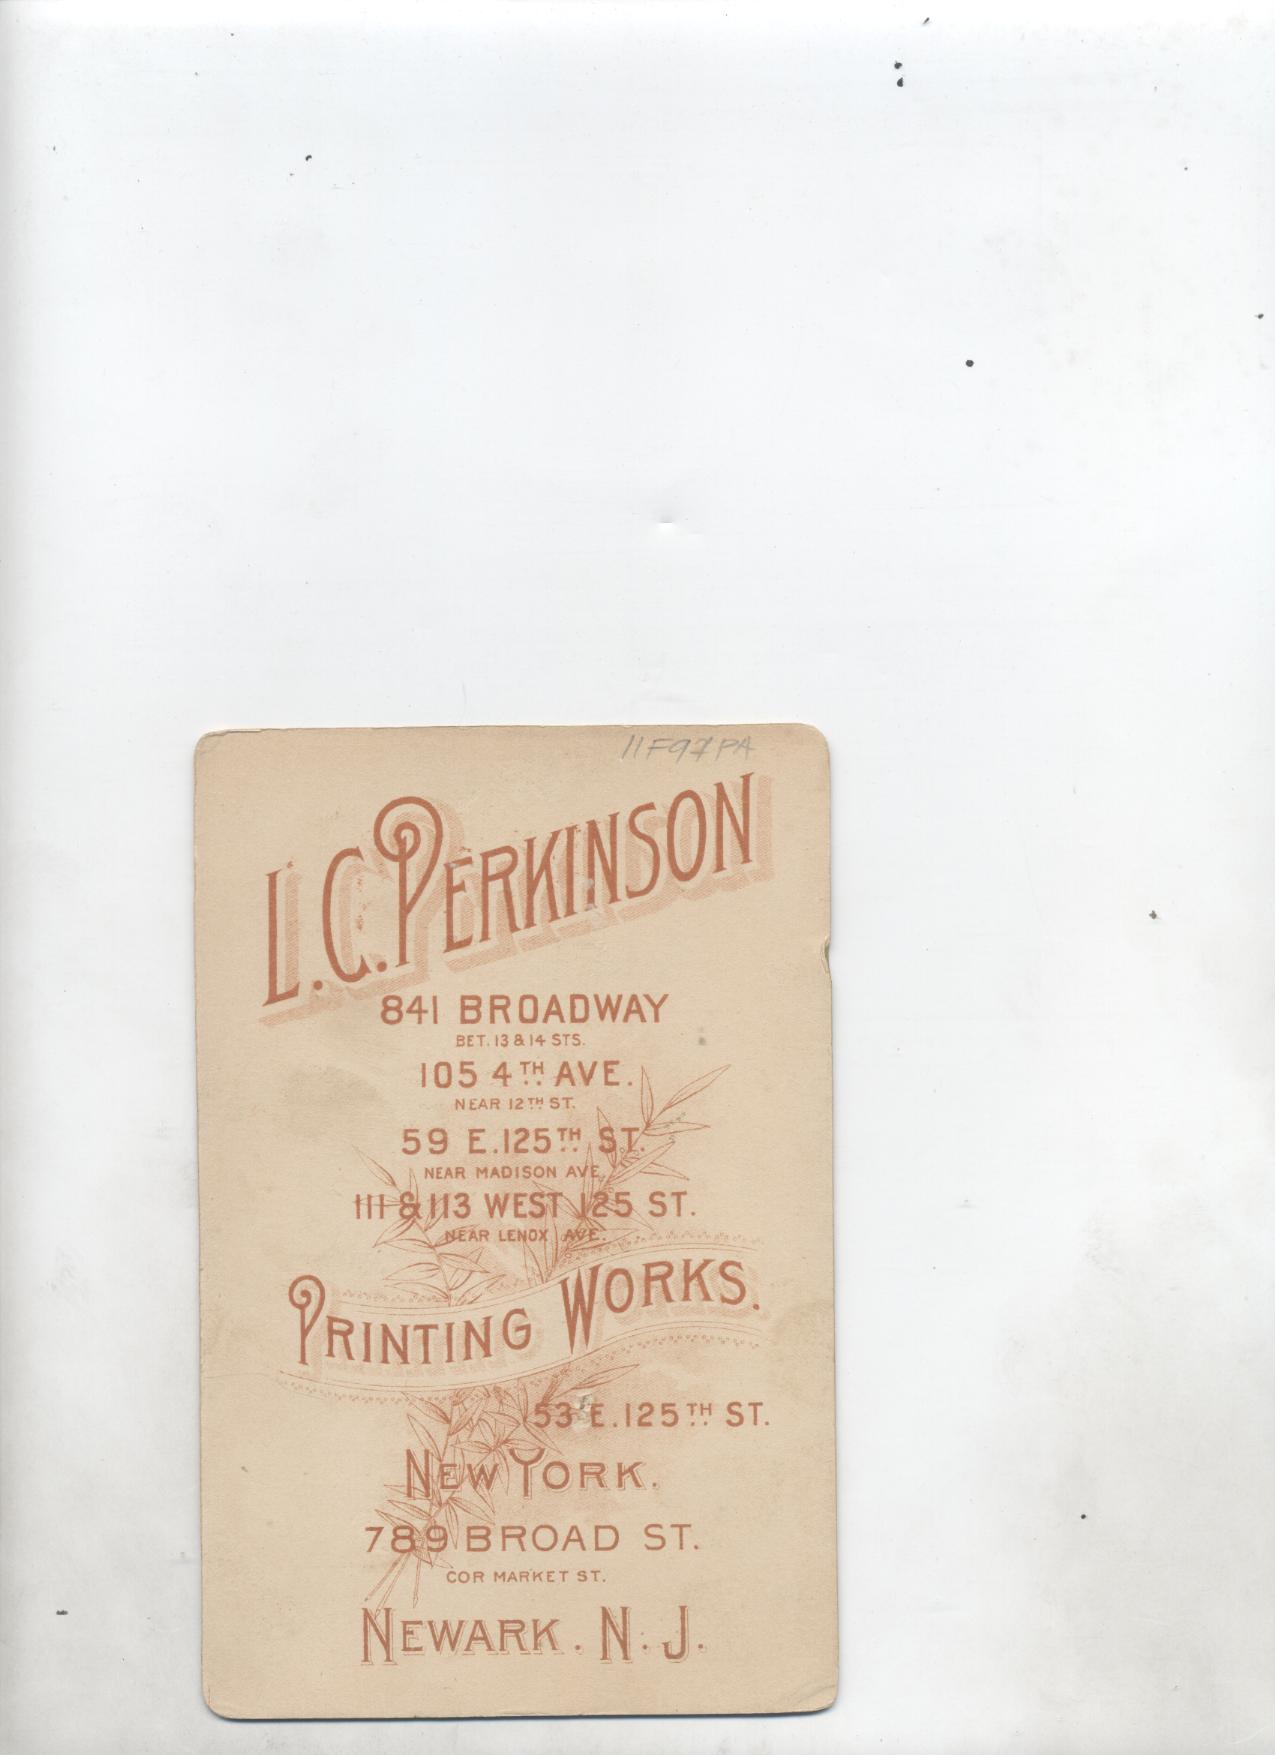 11F97PA
L.C. PERKINSON
841 BROADWAY
BET. 13 & 14 STS.
105 4TH AVE.
NEAR 12TH ST.
59 E. 125TH ST.
NEAR MADISON AVE.
111 & 113 WEST 125 ST.
NEAR LENOX AVE.
PRINTING WORKS.
53 E. 125TH ST.
NEW YORK.
789 BROAD ST.
COR MARKET ST.
NEWARK. N. J.